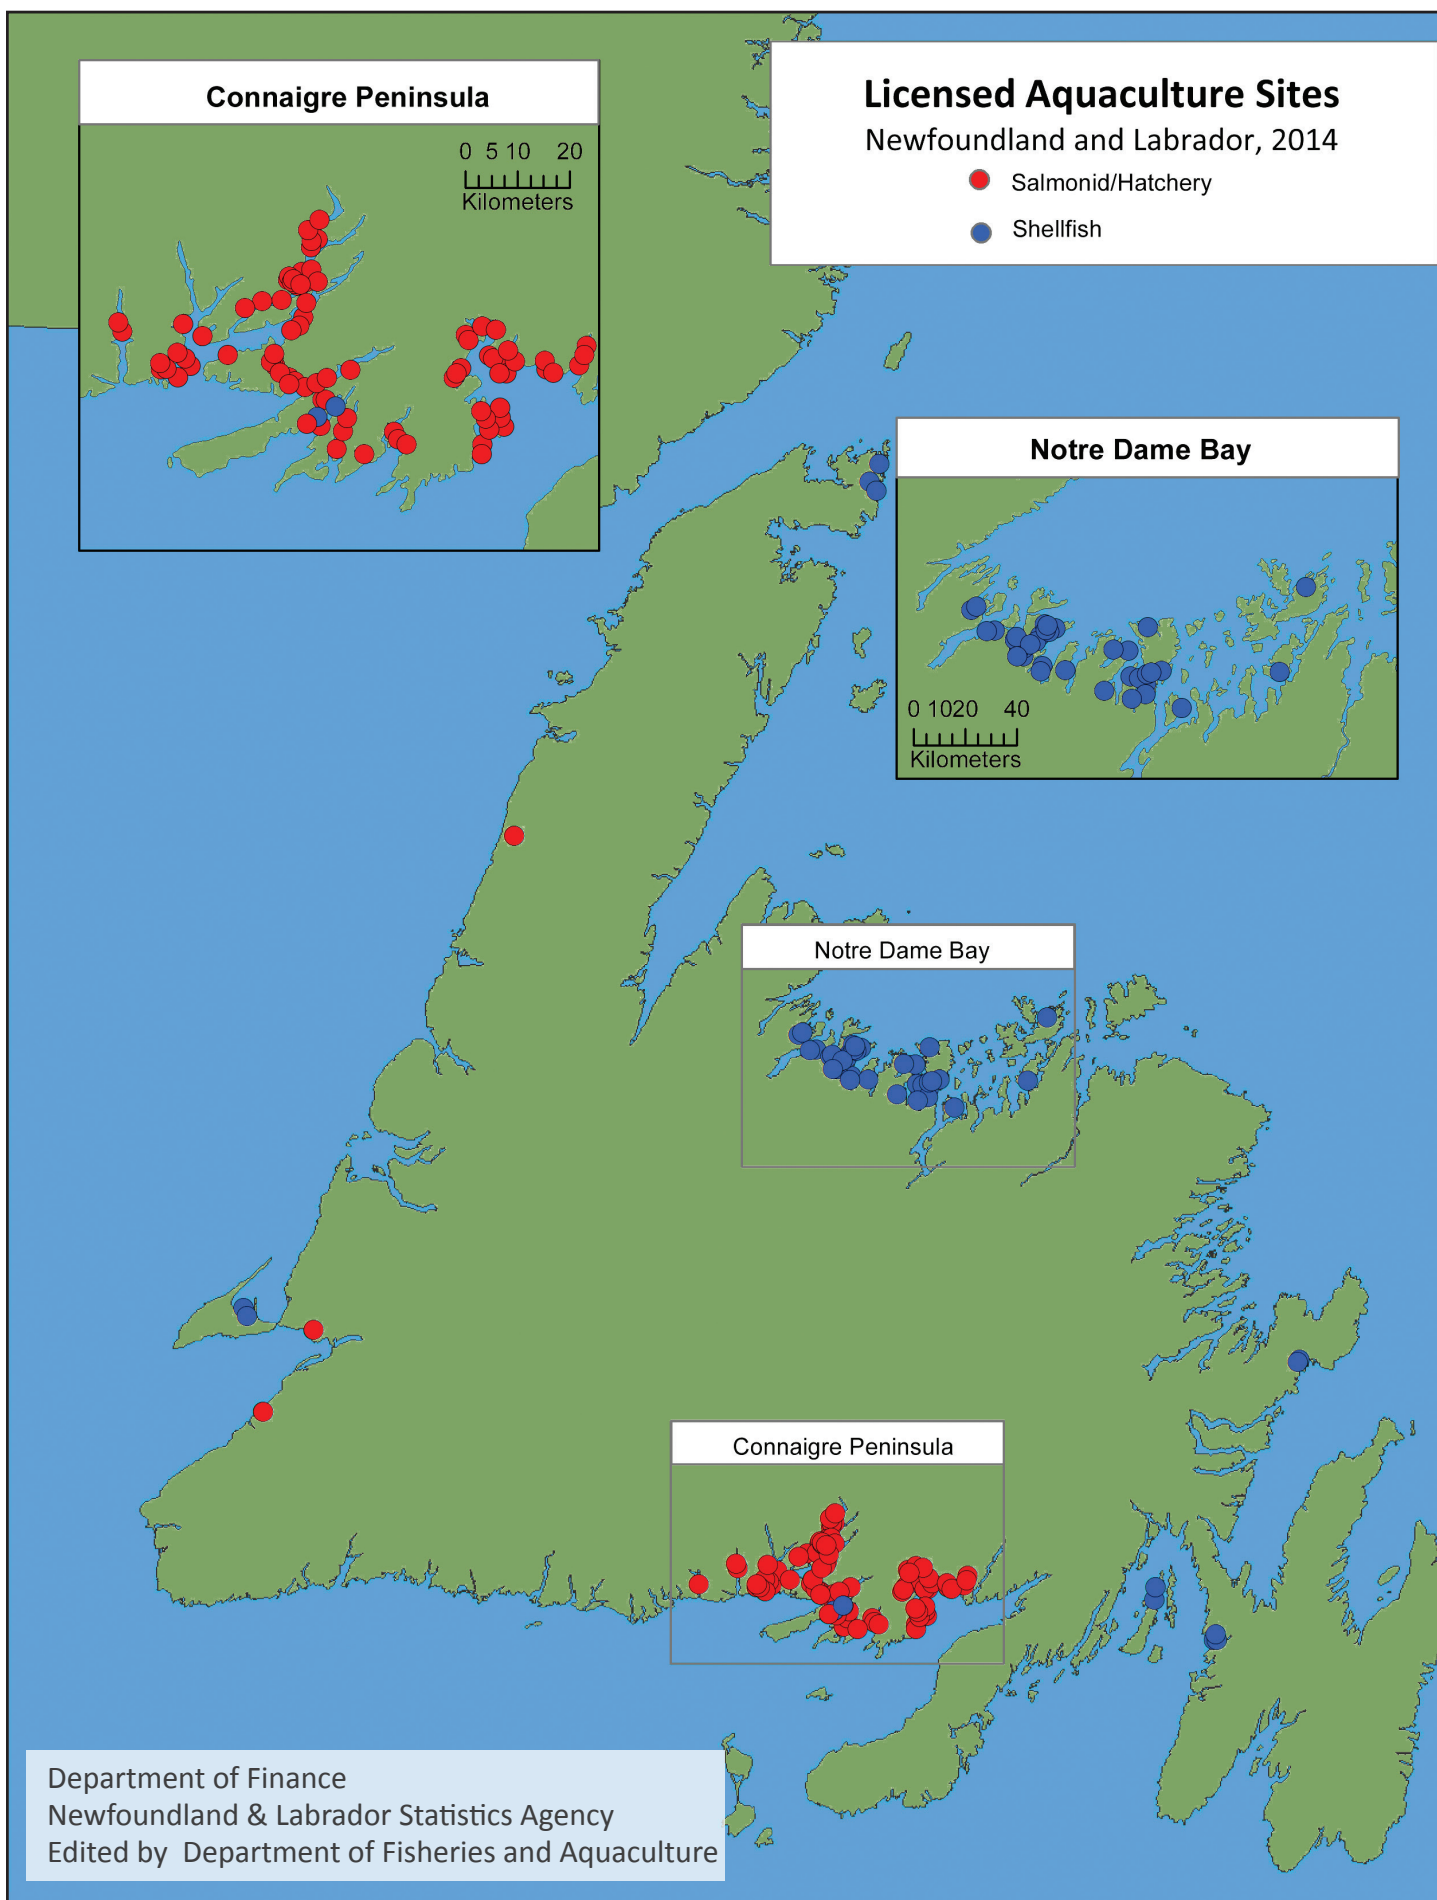 Connaigre Peninsula
0 5 10 20
Kilometers
Licensed Aquaculture Sites
Newfoundland and Labrador, 2014
Salmonid/Hatchery
Shellfish
Notre Dame Bay
0 1020 40
Kilometers
Notre Dame Bay
Connaigre Peninsula
Department of Finance
Newfoundland & Labrador Statistics Agency
Edited by Department of Fisheries and Aquaculture